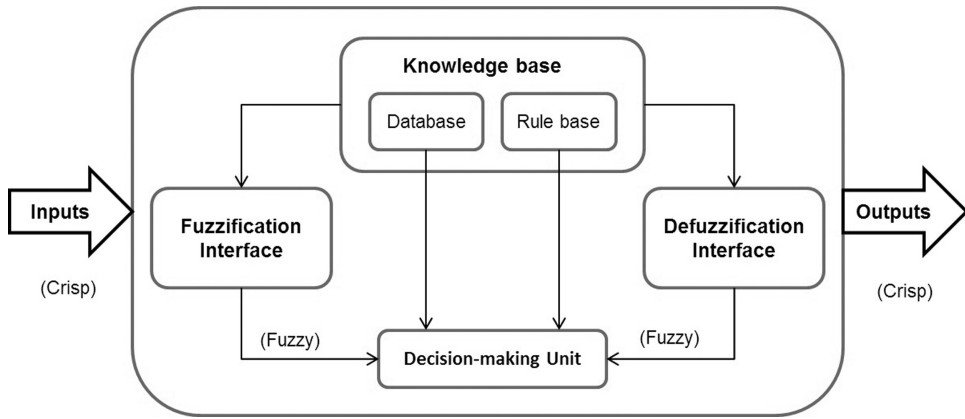 Knowledge base
Database
Rule base
Inputs
(Crisp)
Fuzzification
Interface
Defuzzification
Interface
Outputs
(Crisp)
(Fuzzy)
(Fuzzy)
Decision-making Unit